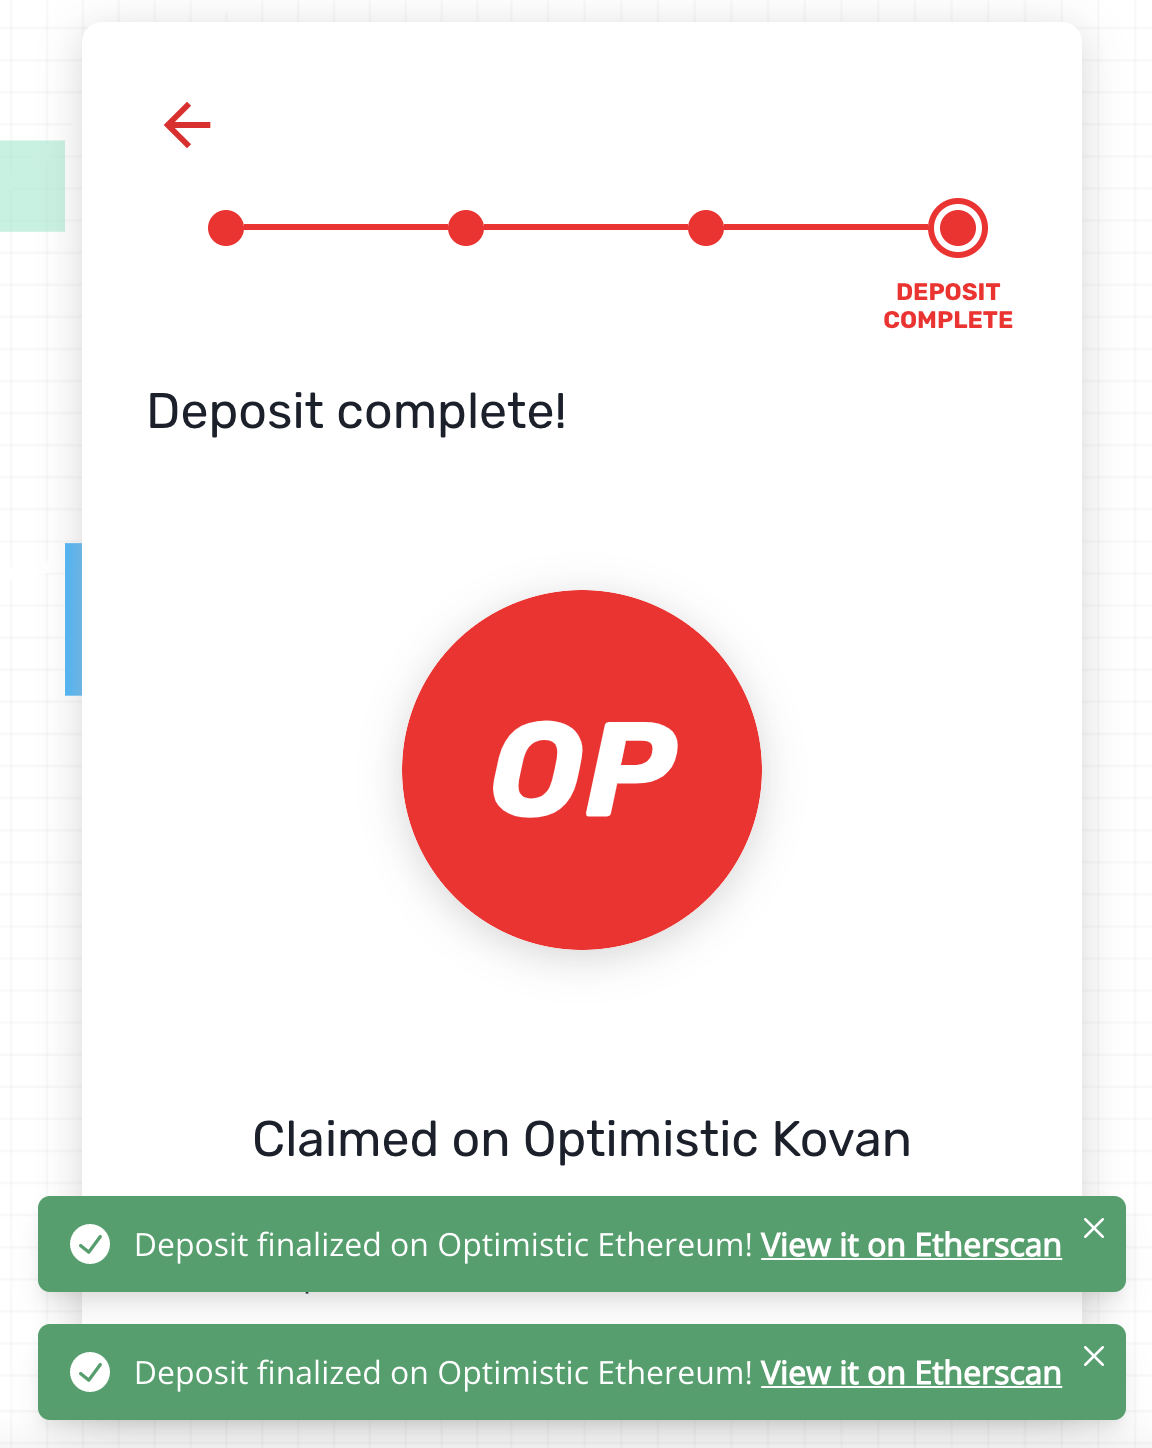 DEPOSIT
COMPLETE
Deposit complete!
OP
Claimed on Optimistic Kovan
Deposit finalized on Optimistic Ethereum! View it on Etherscan
Deposit finalized on Optimistic Ethereum! View it on Etherscan